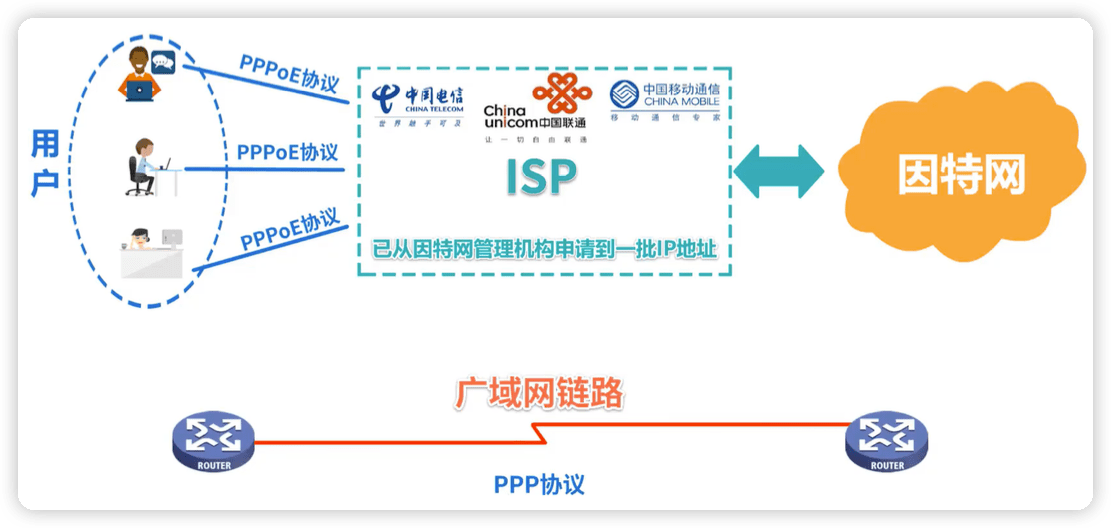 用户
PPPoE协议
PPPoE协议
PPPoE协议
中国电信
CHINA TELECOM
世界触手可及
China
unicom中国联通
让一切自由联通
中国移动通信
CHINA MOBILE
移动通信专家
ISP
已从因特网管理机构申请到一批IP地址
因特网
广域网链路
ROUTER
ROUTER
PPP协议